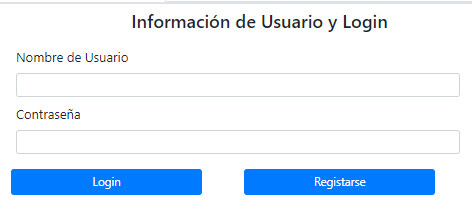 Información de Usuario y Login
Nombre de Usuario
Contraseña
Login
Registarse